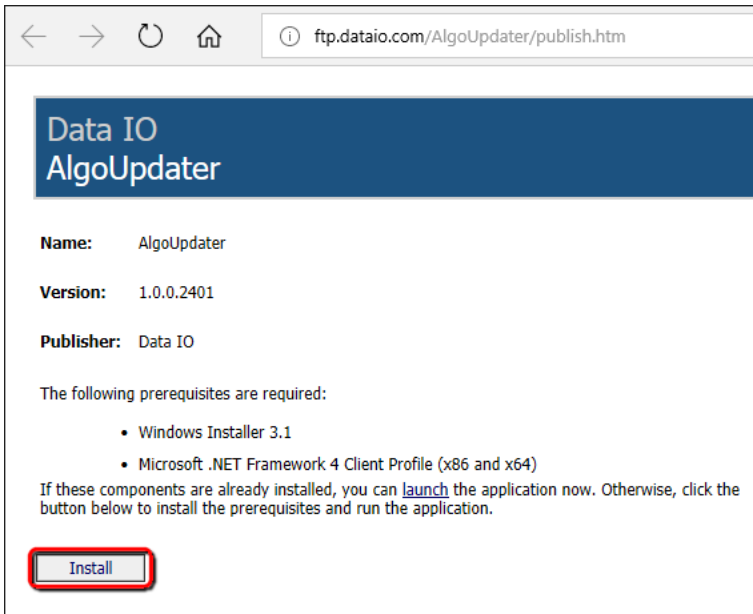 ftp.dataio.com/AlgoUpdater/publish.htm
Data IO
AlgoUpdater
Name: AlgoUpdater
Version: 1.0.0.2401
Publisher: Data IO
The following prerequisites are required:
• Windows Installer 3.1
• Microsoft .NET Framework 4 Client Profile (x86 and x64)
If these components are already installed, you can launch the application now. Otherwise, click the
button below to install the prerequisites and run the application.
Install